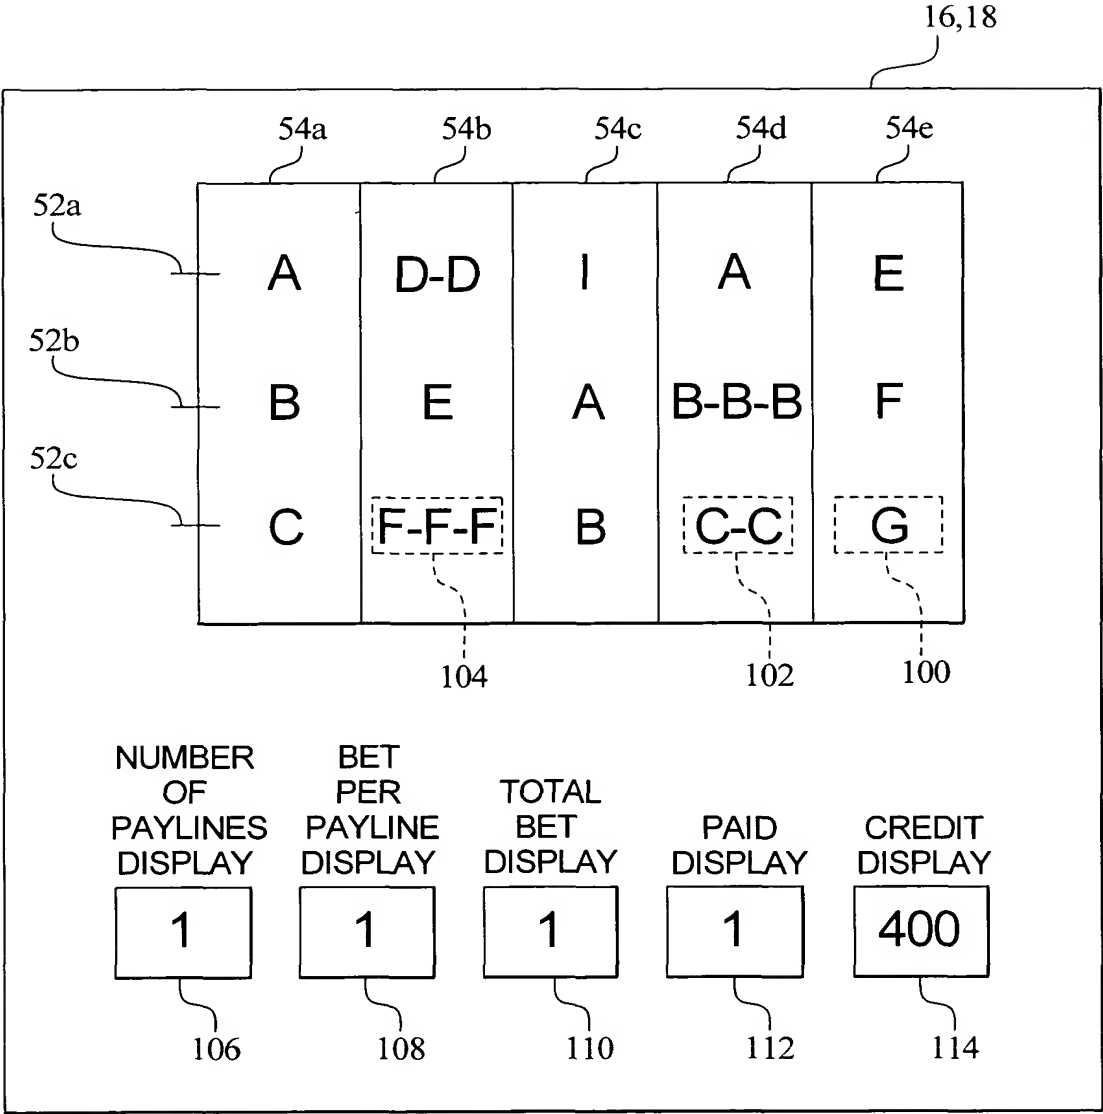 16,18
54a 54b 54c 54d 54e
52a
A D-D I A E
52b
B E A B-B-B F
52c
C F-F-F B C-C G
104 102 100
NUMBER
OF
PAYLINES
DISPLAY
BET
PER
PAYLINE
DISPLAY
TOTAL
BET
DISPLAY
PAID
DISPLAY
CREDIT
DISPLAY
1 1 1 1 400
106 108 110 112 114